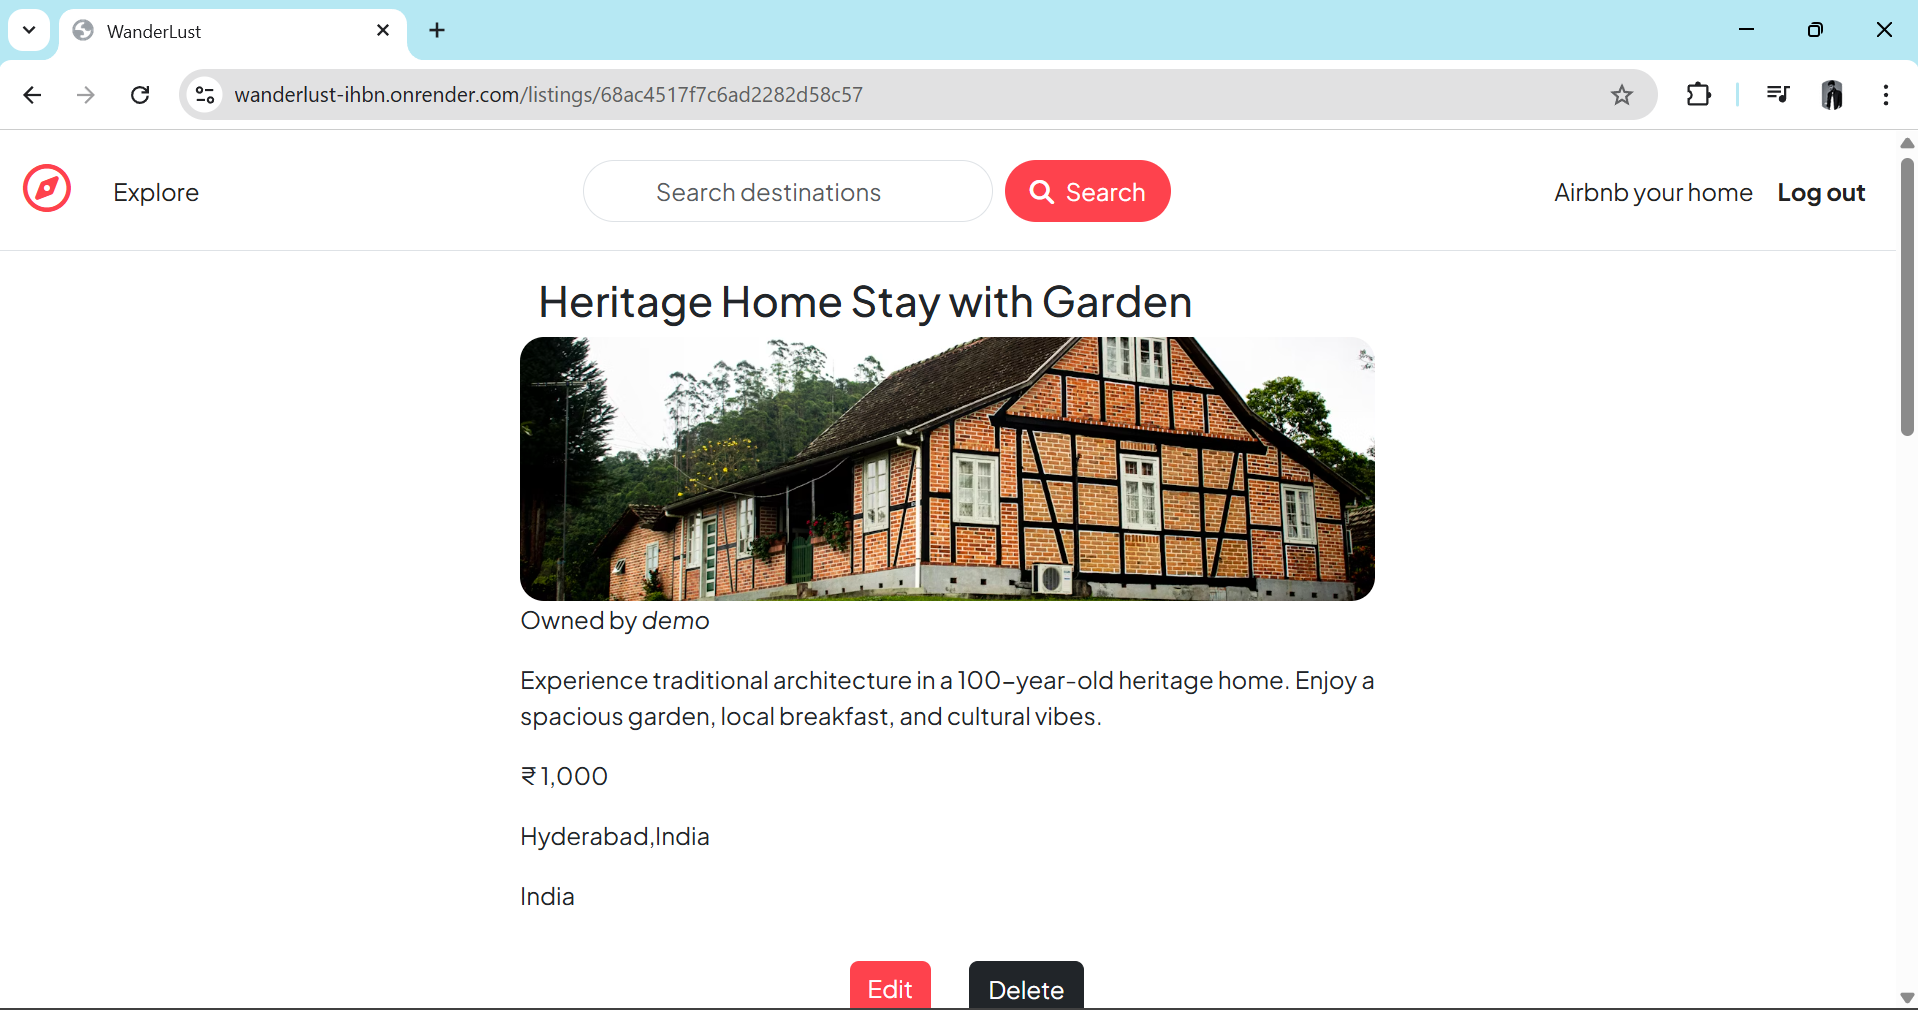 WanderLust
wanderlust-ihbn.onrender.com/listings/68ac4517f7c6ad2282d58c57
Explore
Search destinations
Search
Airbnb your home
Log out
Heritage Home Stay with Garden
Owned by demo
Experience traditional architecture in a 100-year-old heritage home. Enjoy a
spacious garden, local breakfast, and cultural vibes.
₹ 1,000
Hyderabad,India
India
Edit
Delete